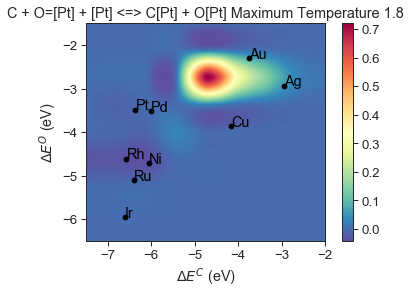 C + O=[Pt] + [Pt] <=> C[Pt] + O[Pt] Maximum Temperature 1.8
0.7
0.6
0.5
0.4
0.3
0.2
0.1
0.0
−2
−3
−4
−5
−6
ΔE^O (eV)
Au
Ag
Pt Pd
Cu
Rh
Ni
Ru
Ir
−7 −6 −5 −4 −3 −2
ΔE^C (eV)